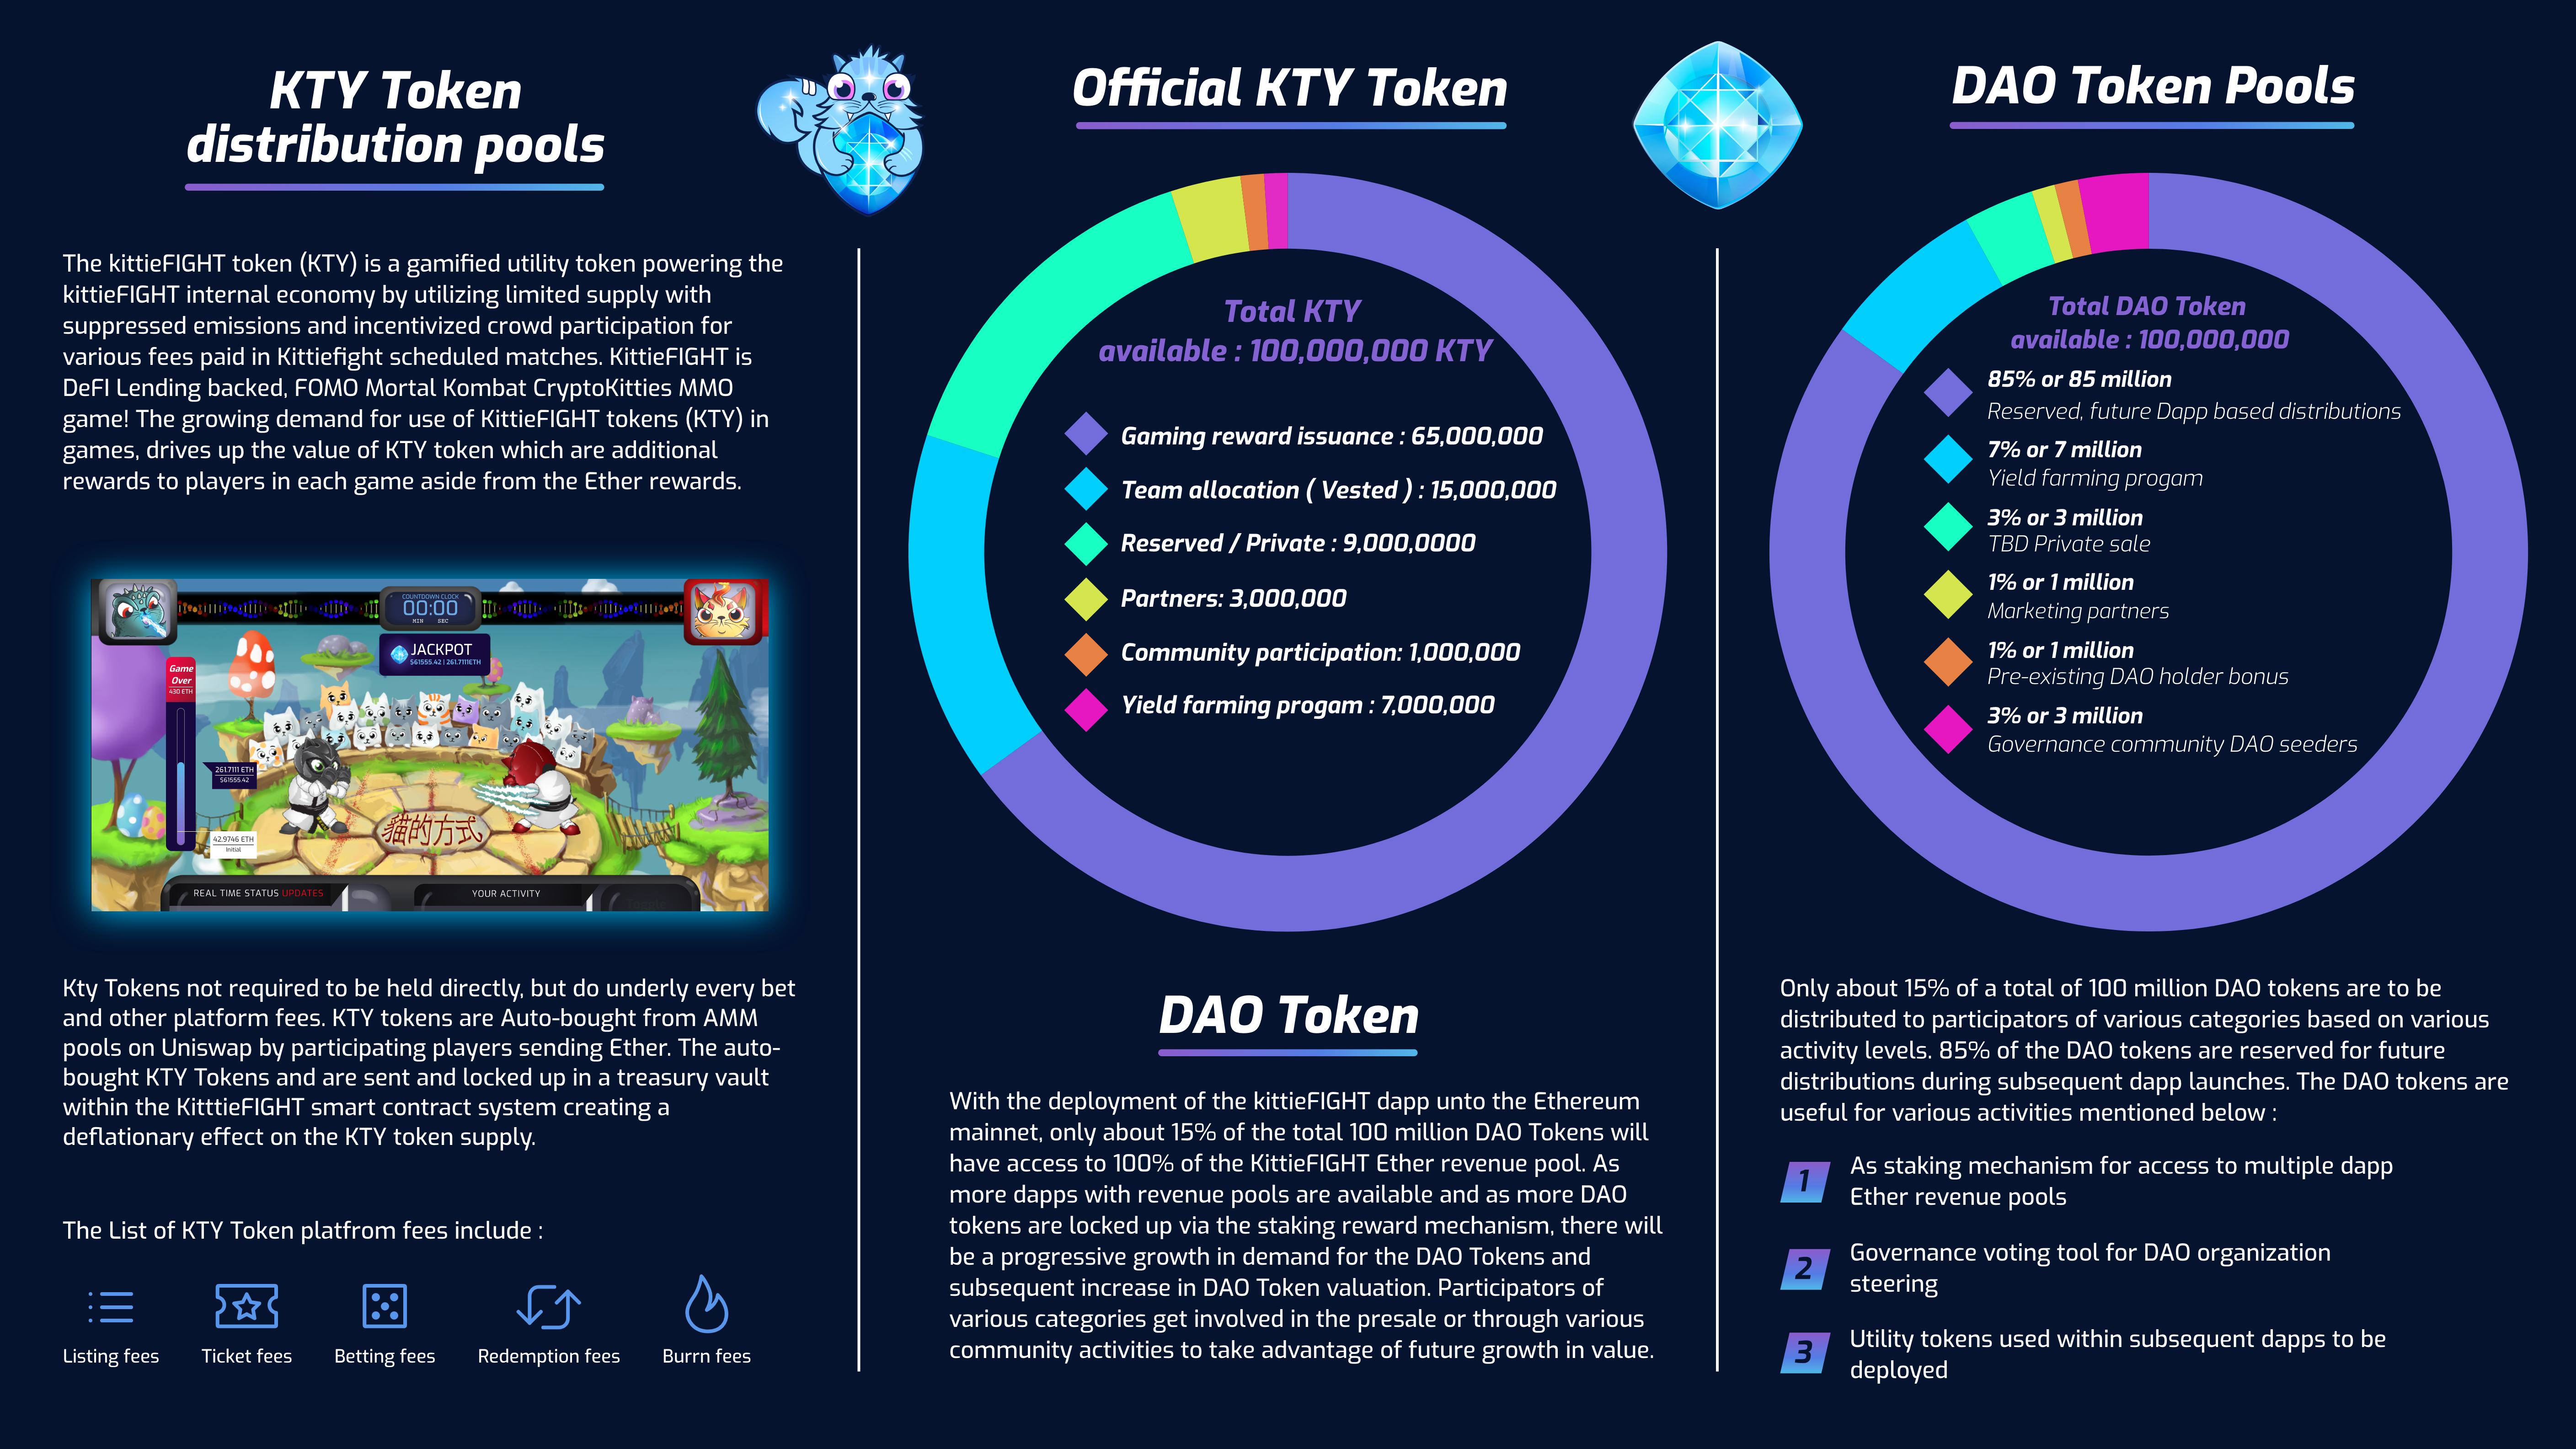 KTY Token
distribution pools
The kittieFIGHT token (KTY) is a gamified utility token powering the
kittieFIGHT internal economy by utilizing limited supply with
suppressed emissions and incentivized crowd participation for
various fees paid in Kittiefight scheduled matches. KittieFIGHT is
DeFI Lending backed, FOMO Mortal Kombat CryptoKitties MMO
game! The growing demand for use of KittieFIGHT tokens (KTY) in
games, drives up the value of KTY token which are additional
rewards to players in each game aside from the Ether rewards.
COUNTDOWN CLOCK
00:00
MIN SEC
JACKPOT
$61555.42 | 261.7111ETH
Game
Over
430 ETH
261.7111 ETH
$61555.42
42.9746 ETH
Initial
貓的方式
REAL TIME STATUS UPDATES
YOUR ACTIVITY
Kty Tokens not required to be held directly, but do underly every bet
and other platform fees. KTY tokens are Auto-bought from AMM
pools on Uniswap by participating players sending Ether. The auto-
bought KTY Tokens and are sent and locked up in a treasury vault
within the KitttieFIGHT smart contract system creating a
deflationary effect on the KTY token supply.
The List of KTY Token platfrom fees include :
Listing fees
Ticket fees
Betting fees
Redemption fees
Burrn fees
Official KTY Token
Total KTY
available : 100,000,000 KTY
Gaming reward issuance : 65,000,000
Team allocation ( Vested ) : 15,000,000
Reserved / Private : 9,000,0000
Partners: 3,000,000
Community participation: 1,000,000
Yield farming progam : 7,000,000
DAO Token
With the deployment of the kittieFIGHT dapp unto the Ethereum
mainnet, only about 15% of the total 100 million DAO Tokens will
have access to 100% of the KittieFIGHT Ether revenue pool. As
more dapps with revenue pools are available and as more DAO
tokens are locked up via the staking reward mechanism, there will
be a progressive growth in demand for the DAO Tokens and
subsequent increase in DAO Token valuation. Participators of
various categories get involved in the presale or through various
community activities to take advantage of future growth in value.
DAO Token Pools
Total DAO Token
available : 100,000,000
85% or 85 million
Reserved, future Dapp based distributions
7% or 7 million
Yield farming progam
3% or 3 million
TBD Private sale
1% or 1 million
Marketing partners
1% or 1 million
Pre-existing DAO holder bonus
3% or 3 million
Governance community DAO seeders
Only about 15% of a total of 100 million DAO tokens are to be
distributed to participators of various categories based on various
activity levels. 85% of the DAO tokens are reserved for future
distributions during subsequent dapp launches. The DAO tokens are
useful for various activities mentioned below :
1
As staking mechanism for access to multiple dapp
Ether revenue pools
2
Governance voting tool for DAO organization
steering
3
Utility tokens used within subsequent dapps to be
deployed